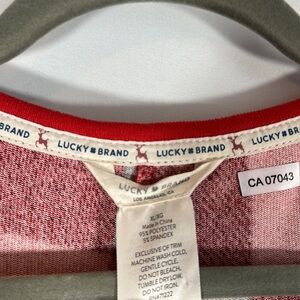 BRAND LUCKY BRAND LUCKY BRAND LUCKY BRAND
LUCKY BRAND
LOS ANGELES, CA
CA 07043
XL/XG
Made in China
95% POLYESTER
5% SPANDEX
EXCLUSIVE OF TRIM
MACHINE WASH COLD,
GENTLE CYCLE.
DO NOT BLEACH.
TUMBLE DRY LOW.
DO NOT IRON.